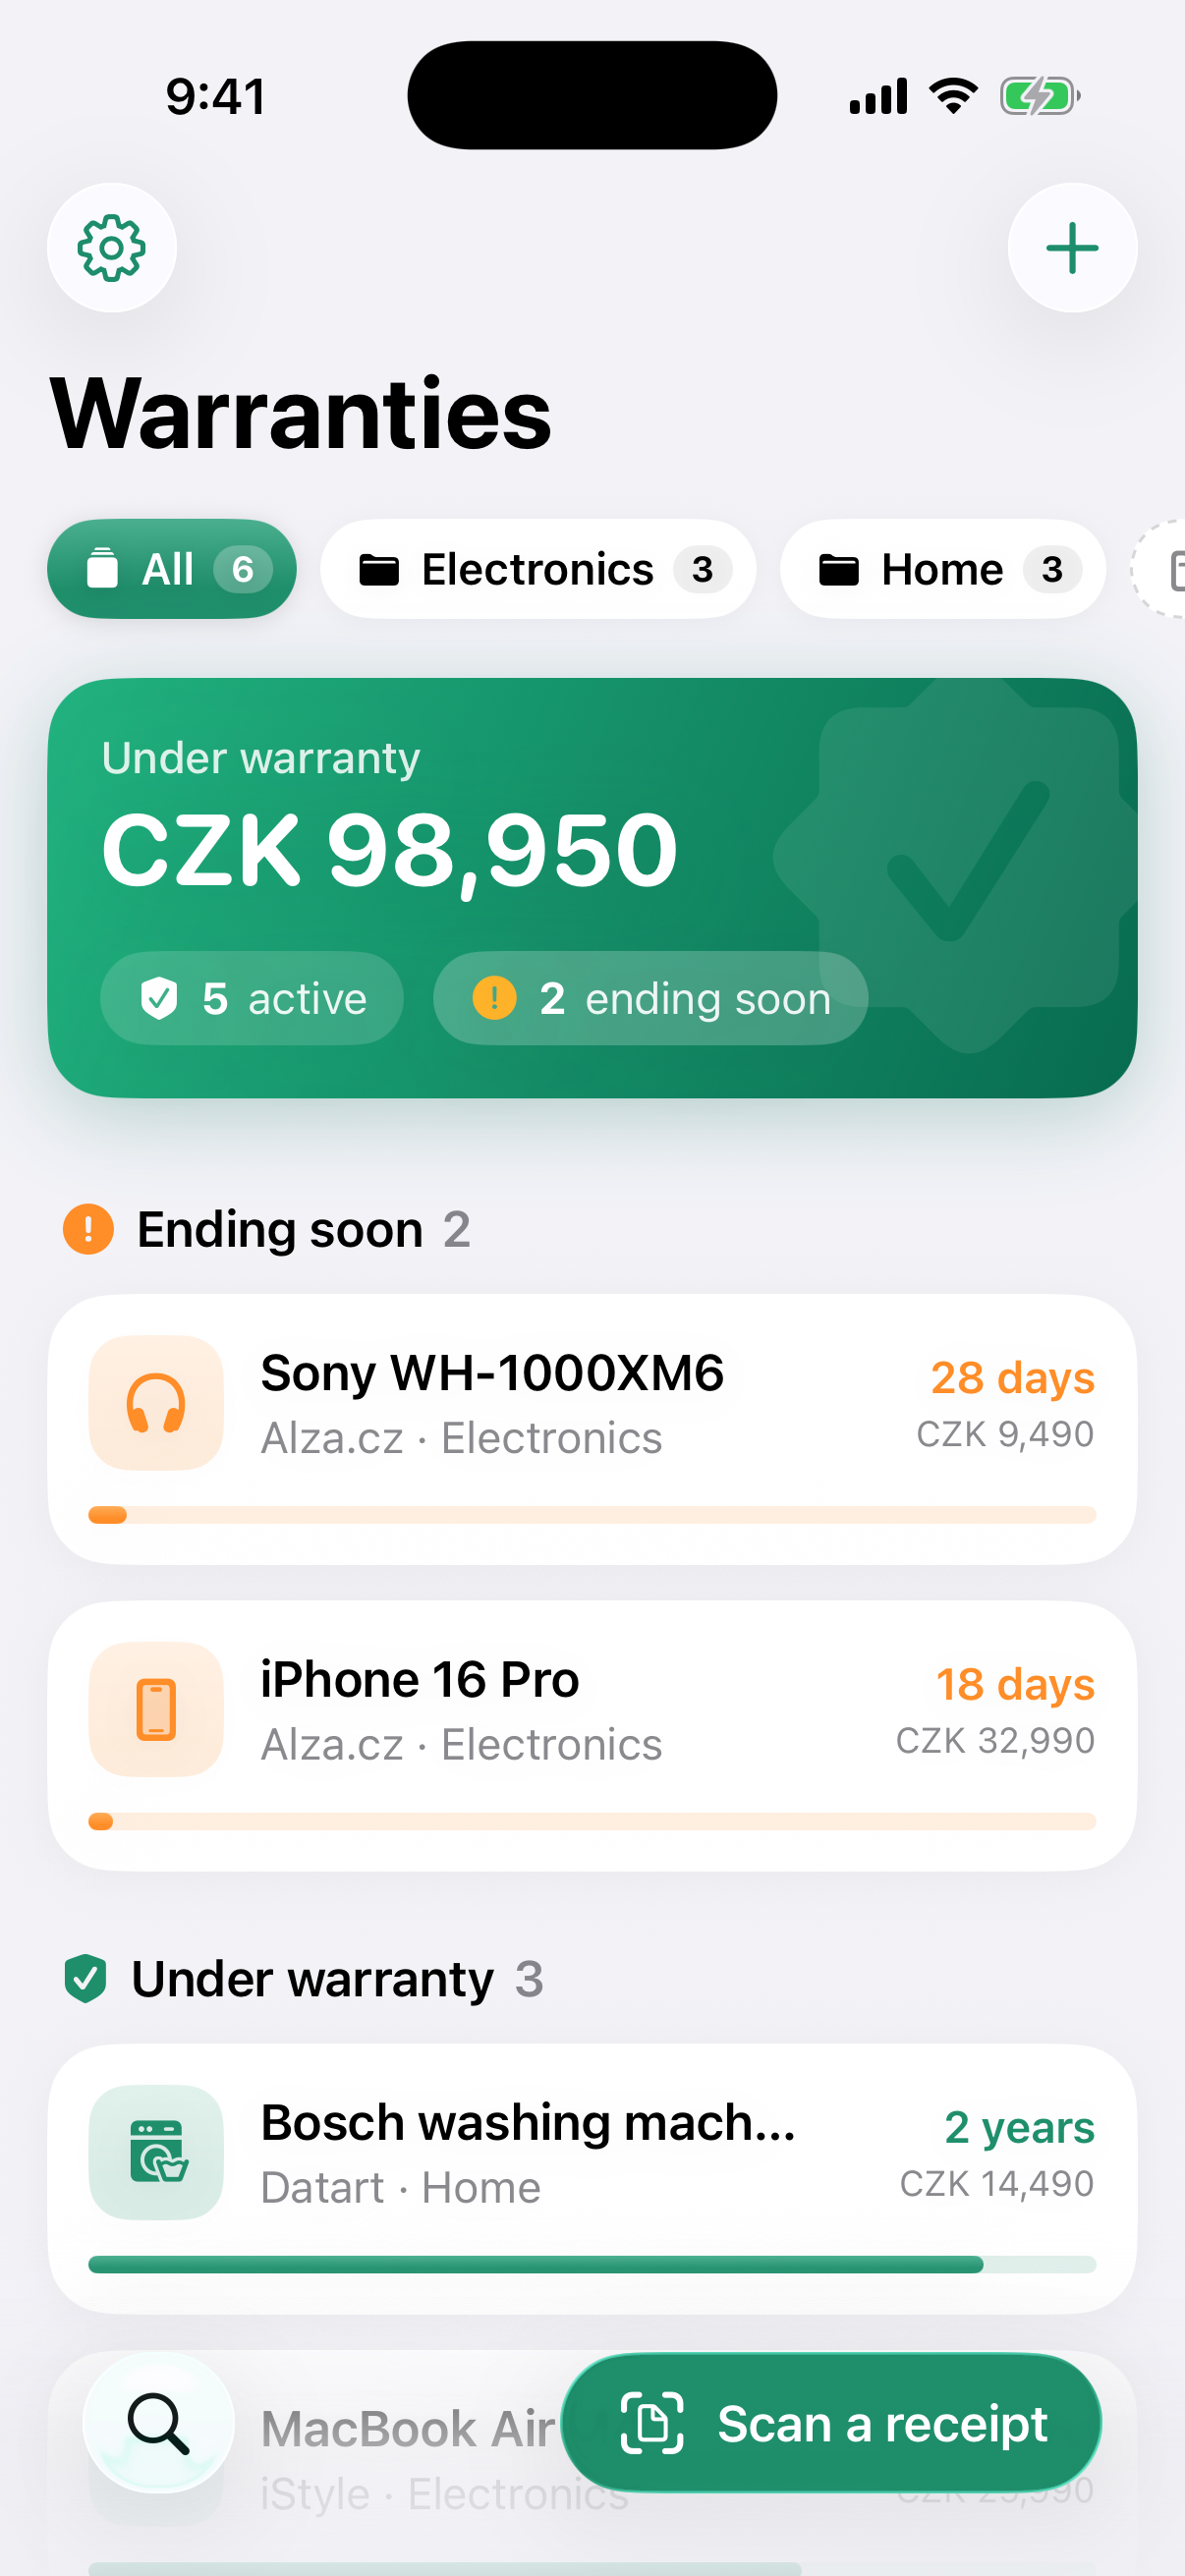 9:41
Warranties
All 6 Electronics 3 Home 3
Under warranty
CZK 98,950
5 active 2 ending soon
Ending soon 2
Sony WH-1000XM6
28 days
Alza.cz · Electronics
CZK 9,490
iPhone 16 Pro
18 days
Alza.cz · Electronics
CZK 32,990
Under warranty 3
Bosch washing mach...
2 years
Datart · Home
CZK 14,490
MacBook Air
Scan a receipt
iStyle · Electronics